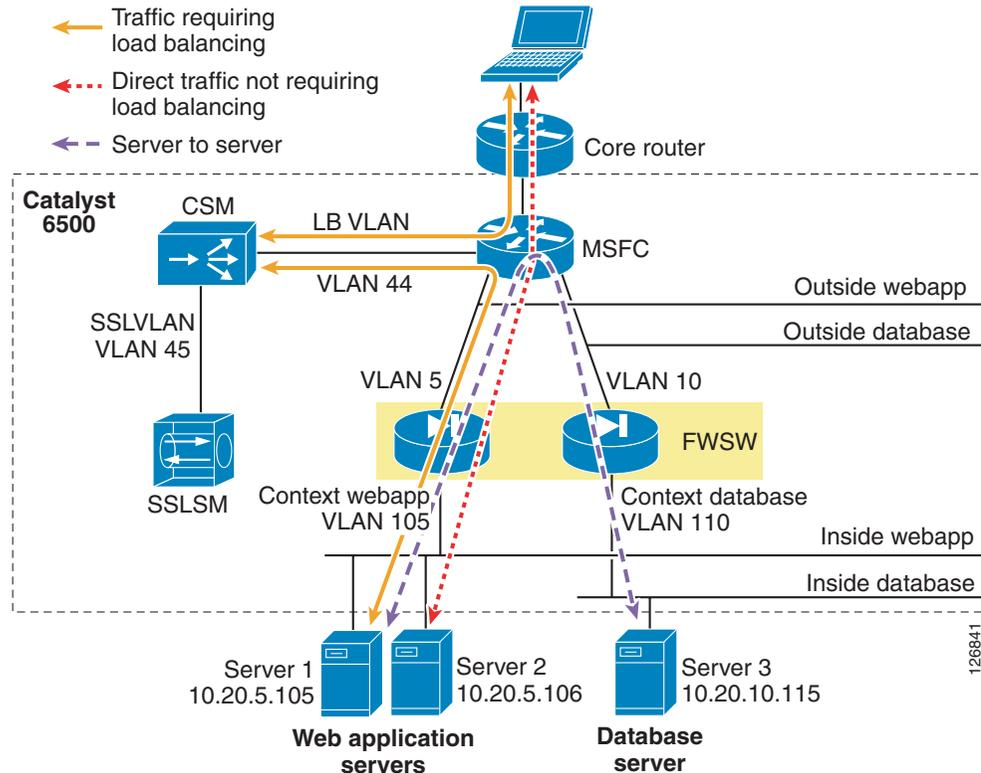 Traffic requiring
load balancing
Direct traffic not requiring
load balancing
Server to server
Core router
Catalyst
6500
CSM
LB VLAN
MSFC
VLAN 44
Outside webapp
SSLVLAN
VLAN 45
Outside database
VLAN 5
VLAN 10
FWSW
SSLSM
Context webapp
VLAN 105
Context database
VLAN 110
Inside webapp
Inside database
126841
Server 1
10.20.5.105
Server 2
10.20.5.106
Server 3
10.20.10.115
Web application
servers
Database
server